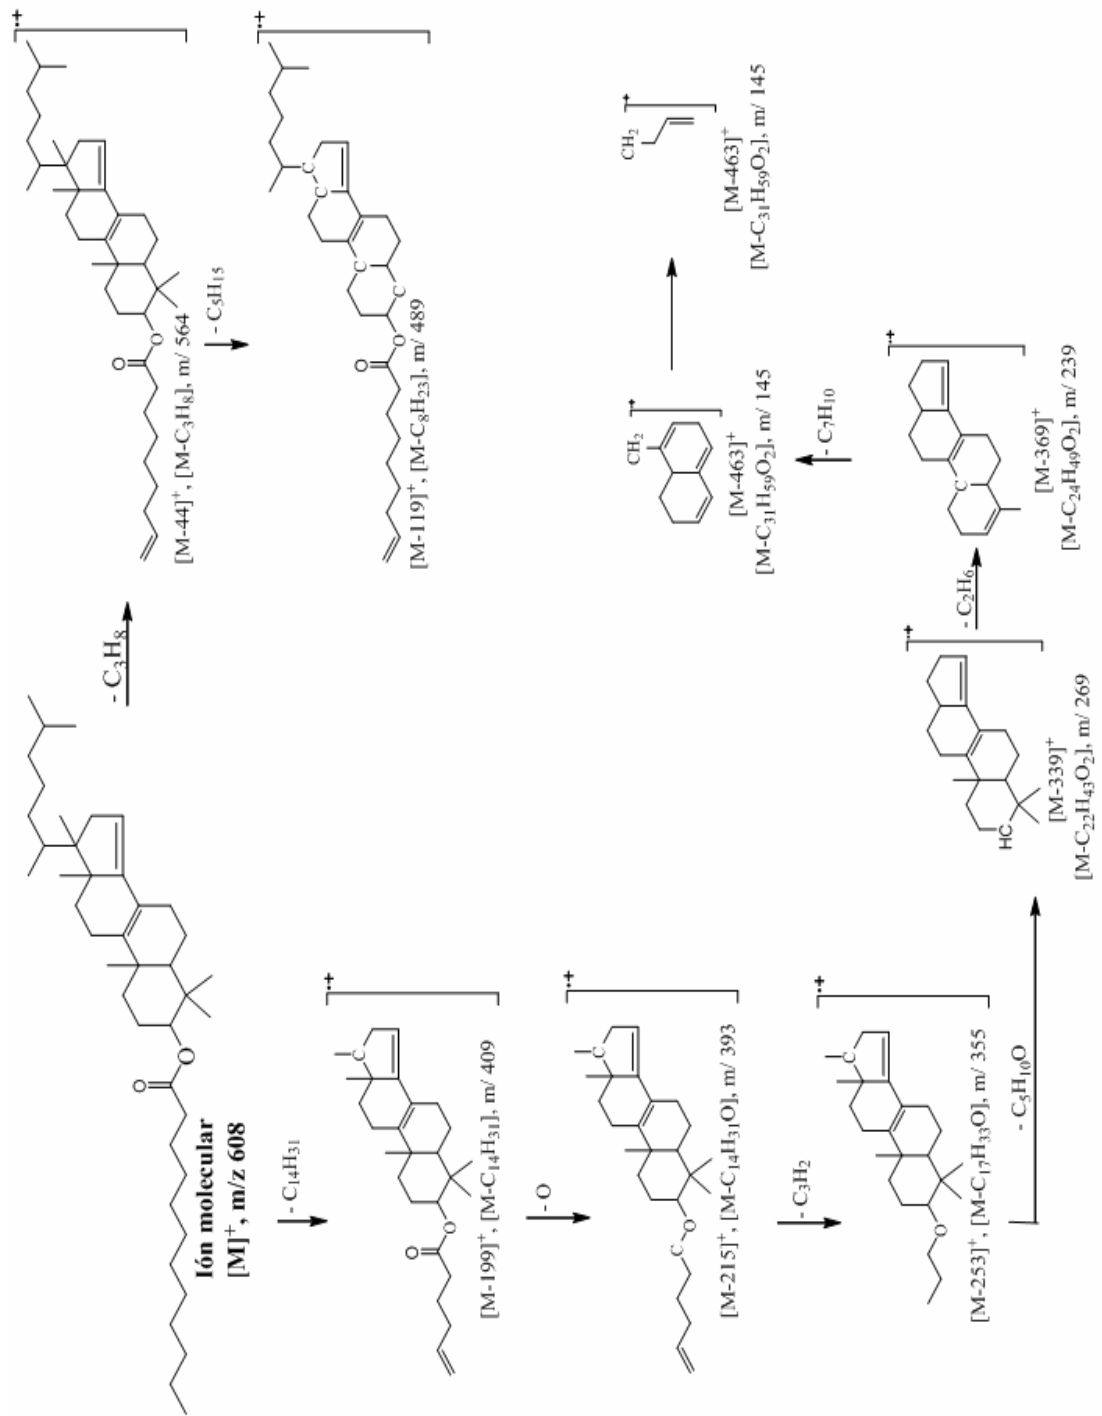 Ión molecular
[M]⁺, m/z 608
- C₃H₈
[M-44]⁺, [M-C₃H₈], m/ 564
- C₅H₁₅
[M-119]⁺, [M-C₈H₂₃], m/ 489
- C₁₄H₃₁
[M-199]⁺, [M-C₁₄H₃₁], m/ 409
- O
[M-215]⁺, [M-C₁₄H₃₁O], m/ 393
- C₃H₂
[M-253]⁺, [M-C₁₇H₃₃O], m/ 355
- C₅H₁₀O
HC
[M-339]⁺
[M-C₂₂H₄₃O₂], m/ 269
- C₂H₆
C
[M-369]⁺
[M-C₂₄H₄₉O₂], m/ 239
- C₇H₁₀
CH₂
[M-463]⁺
[M-C₃₁H₅₉O₂], m/ 145
CH₂
[M-463]⁺
[M-C₃₁H₅₉O₂], m/ 145